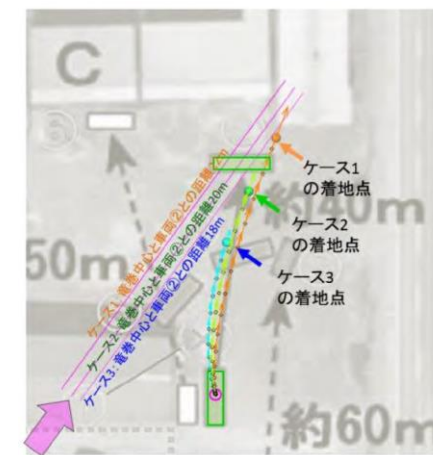 C
ケース1
の着地点
約40m
ケース2
の着地点
50m
ケース3
の着地点
ケース1:竜巻中心と車両②との距離22m
ケース2:竜巻中心と車両②との距離20m
ケース3:竜巻中心と車両②との距離18m
約60m